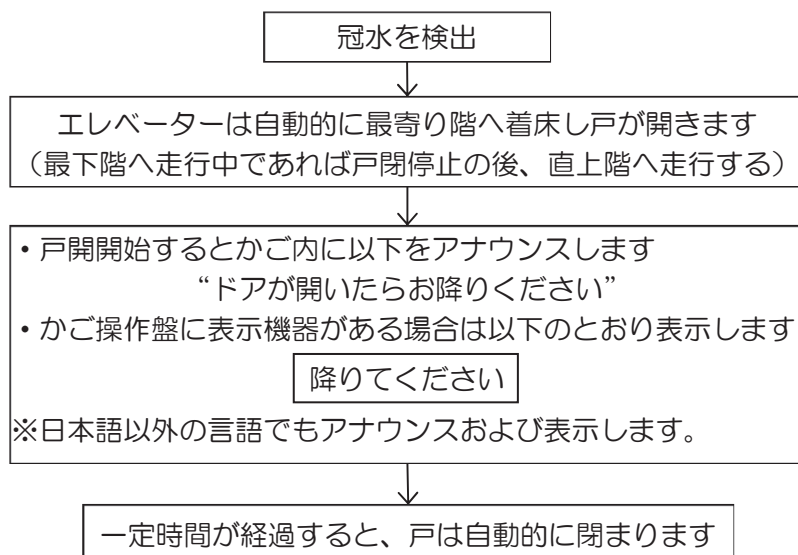 冠水を検出
エレベーターは自動的に最寄り階へ着床し戸が開きます
（最下階へ走行中であれば戸閉停止の後、直上階へ走行する）
・戸開開始するとかご内に以下をアナウンスします
“ドアが開いたらお降りください”
・かご操作盤に表示機器がある場合は以下のとおり表示します
降りてください
※日本語以外の言語でもアナウンスおよび表示します。
一定時間が経過すると、戸は自動的に閉まります